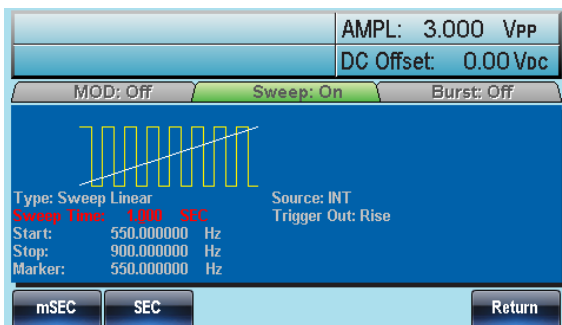 AMPL: 3.000 VPP
DC Offset: 0.00 VDC
MOD: Off Sweep: On Burst: Off
Type: Sweep Linear Source: INT
Sweep Time: 1.000 SEC Trigger Out: Rise
Start: 550.000000 Hz
Stop: 900.000000 Hz
Marker: 550.000000 Hz
mSEC SEC Return